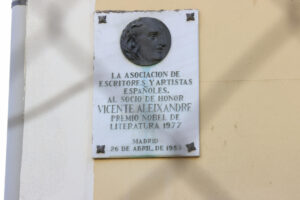 LA ASOCIACION DE
ESCRITORES Y ARTISTAS
ESPAÑOLES,
AL SOCIO DE HONOR
VICENTE ALEIXANDRE
PREMIO NOBEL DE
LITERATURA 1977
MADRID
26 DE ABRIL, DE